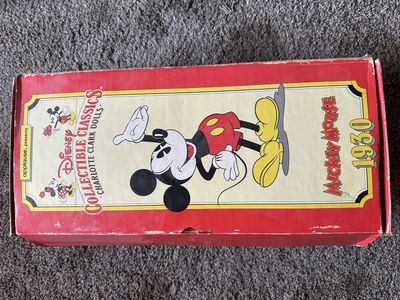 applause presents
DISNEY
COLLECTIBLE CLASSICS
CHARLOTTE CLARK DOLLS
MICKEY MOUSE
1930